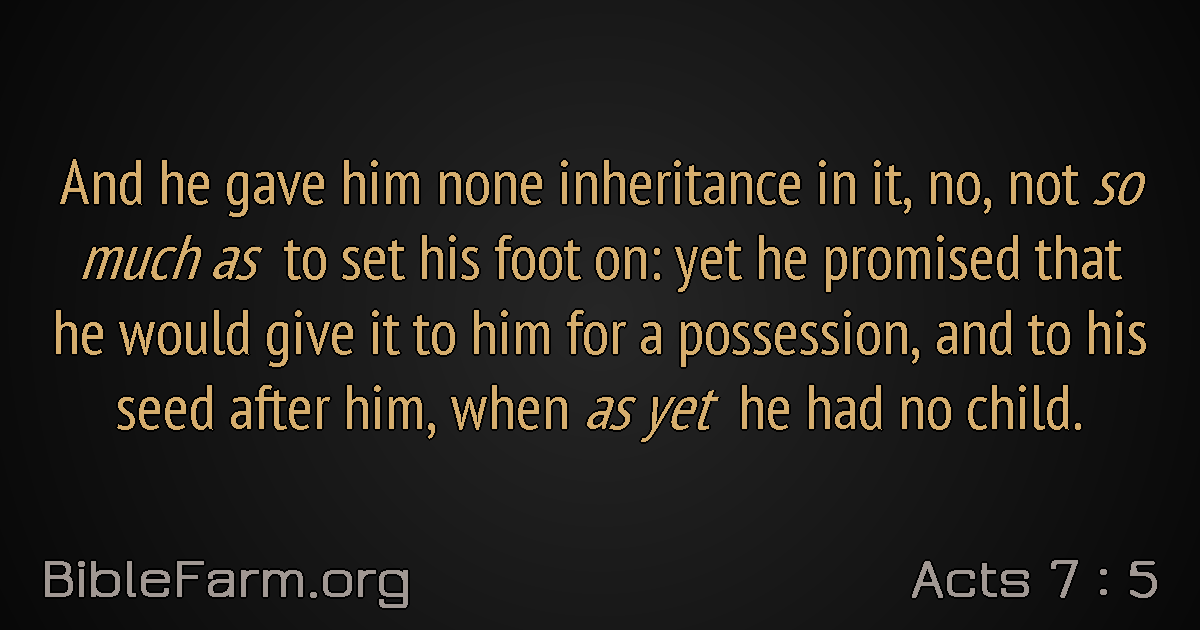 And he gave him none inheritance in it, no, not so
much as to set his foot on: yet he promised that
he would give it to him for a possession, and to his
seed after him, when as yet he had no child.
BibleFarm.org
Acts 7 : 5